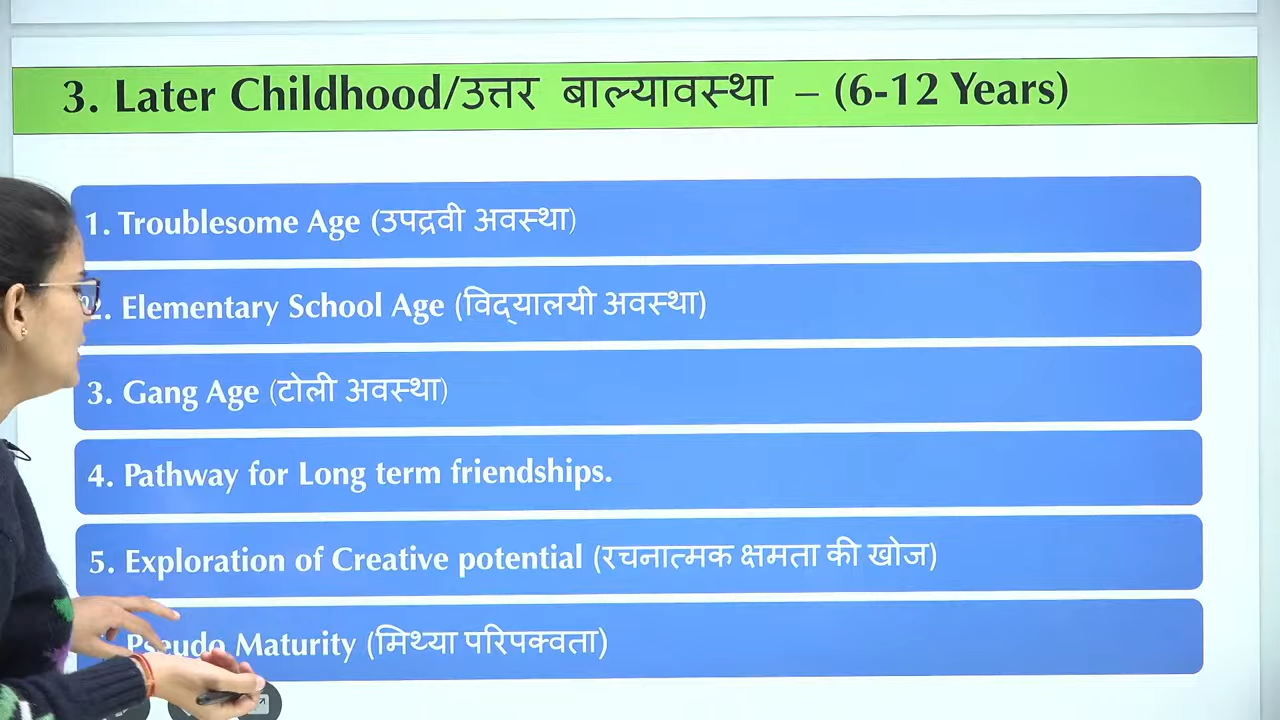 3. Later Childhood/उत्तर बाल्यावस्था – (6-12 Years)
1. Troublesome Age (उपद्रवी अवस्था)
2. Elementary School Age (विद्यालयी अवस्था)
3. Gang Age (टोली अवस्था)
4. Pathway for Long term friendships.
5. Exploration of Creative potential (रचनात्मक क्षमता की खोज)
Pseudo Maturity (मिथ्या परिपक्वता)